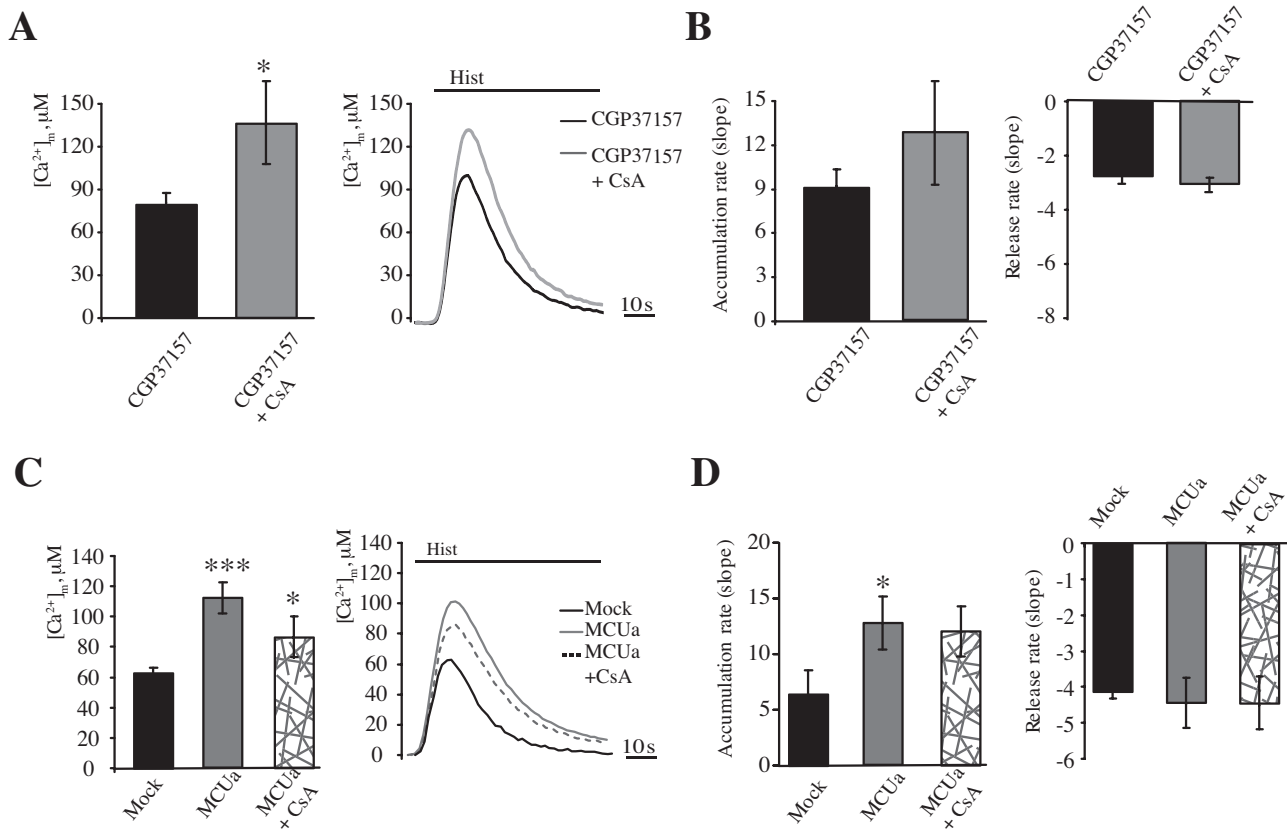 A
[Ca²⁺]ₘ, μM
150
120
90
60
30
0
*
CGP37157
CGP37157
+ CsA
[Ca²⁺]ₘ, μM
150
120
90
60
30
0
Hist
CGP37157
CGP37157
+ CsA
10s
B
Accumulation rate (slope)
15
12
9
6
3
0
CGP37157
CGP37157
+ CsA
CGP37157
CGP37157
+ CsA
Release rate (slope)
0
-2
-4
-6
-8
C
[Ca²⁺]ₘ, μM
140
120
100
80
60
40
20
0
***
*
Mock
MCUa
MCUa
+ CsA
[Ca²⁺]ₘ, μM
140
120
100
80
60
40
20
0
Hist
Mock
MCUa
MCUa
+CsA
10s
D
Accumulation rate (slope)
20
15
10
5
0
*
Mock
MCUa
MCUa
+ CsA
Mock
MCUa
MCUa
+ CsA
Release rate (slope)
0
-1
-2
-3
-4
-5
-6